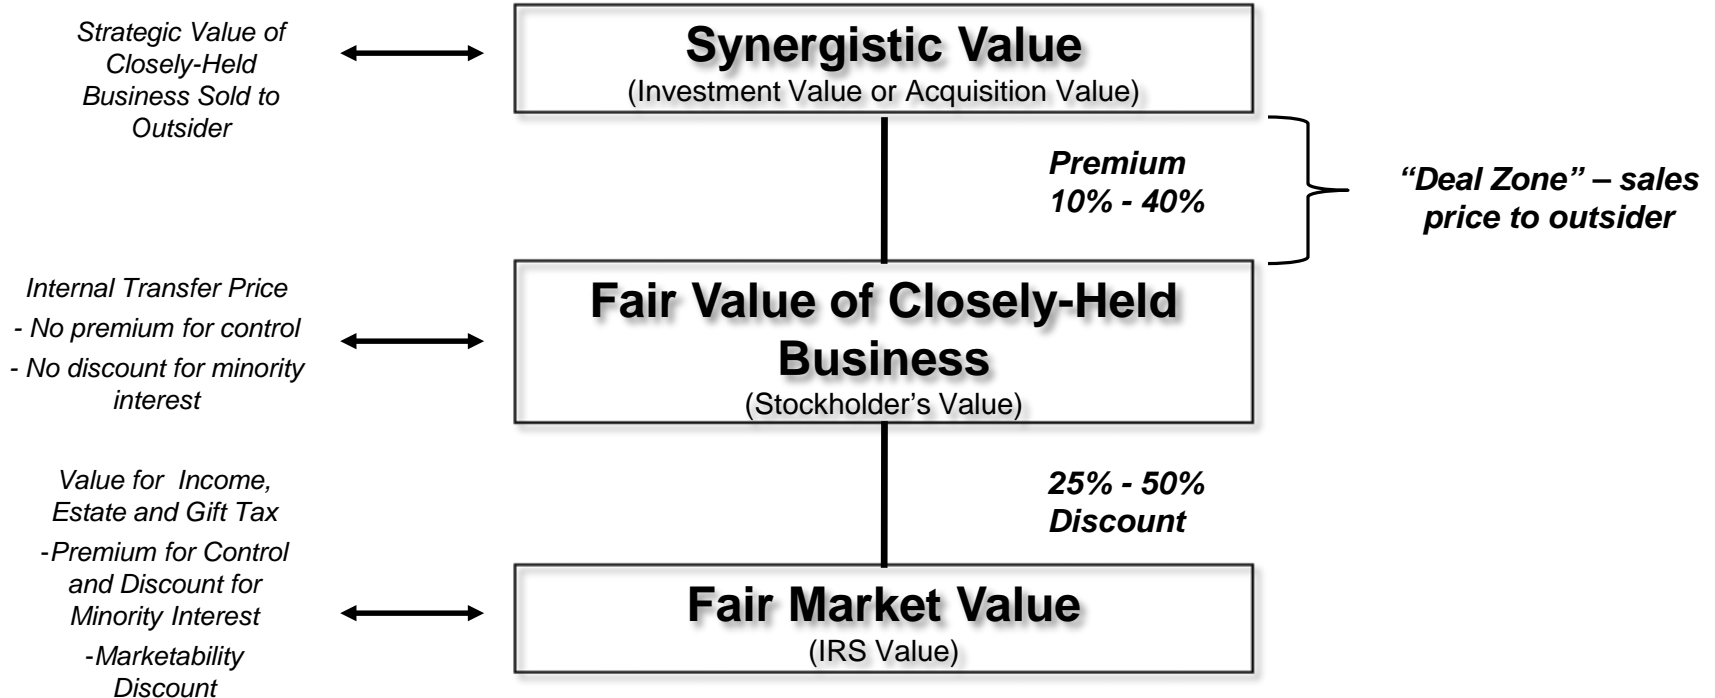 Strategic Value of
Closely-Held
Business Sold to
Outsider
Synergistic Value
(Investment Value or Acquisition Value)
Premium
10% - 40%
“Deal Zone” – sales
price to outsider
Internal Transfer Price
- No premium for control
- No discount for minority
interest
Fair Value of Closely-Held
Business
(Stockholder’s Value)
25% - 50%
Discount
Value for  Income,
Estate and Gift Tax
-Premium for Control
and Discount for
Minority Interest
-Marketability
Discount
Fair Market Value
(IRS Value)